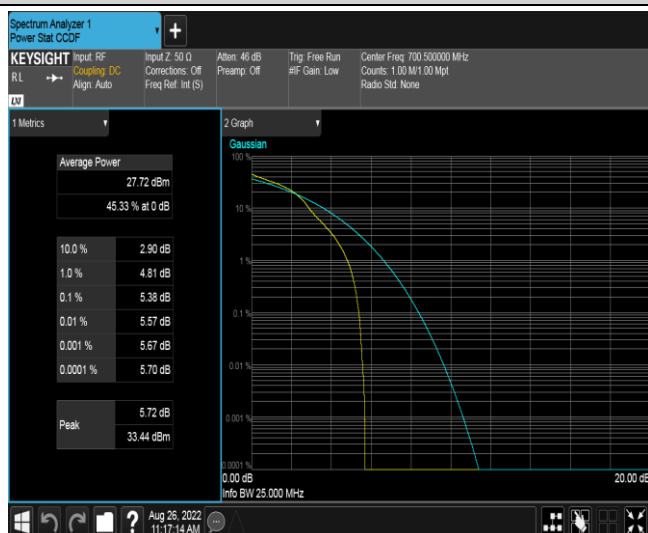 Spectrum Analyzer 1
Power Stat CCDF
+
KEYSIGHT
RL
LXI
Input: RF
Coupling: DC
Align: Auto
Input Z: 50 Ω
Corrections: Off
Freq Ref: Int (S)
Atten: 46 dB
Preamp: Off
Trig: Free Run
#IF Gain: Low
Center Freq: 700.500000 MHz
Counts: 1.00 M/1.00 Mpt
Radio Std: None
1 Metrics
Average Power
27.72 dBm
45.33 % at 0 dB
10.0 % 2.90 dB
1.0 % 4.81 dB
0.1 % 5.38 dB
0.01 % 5.57 dB
0.001 % 5.67 dB
0.0001 % 5.70 dB
Peak 5.72 dB
33.44 dBm
2 Graph
Gaussian
100 %
10 %
1 %
0.1 %
0.01 %
0.001 %
0.0001 %
0.00 dB 20.00 dB
Info BW 25.000 MHz
?
Aug 26, 2022
11:17:14 AM